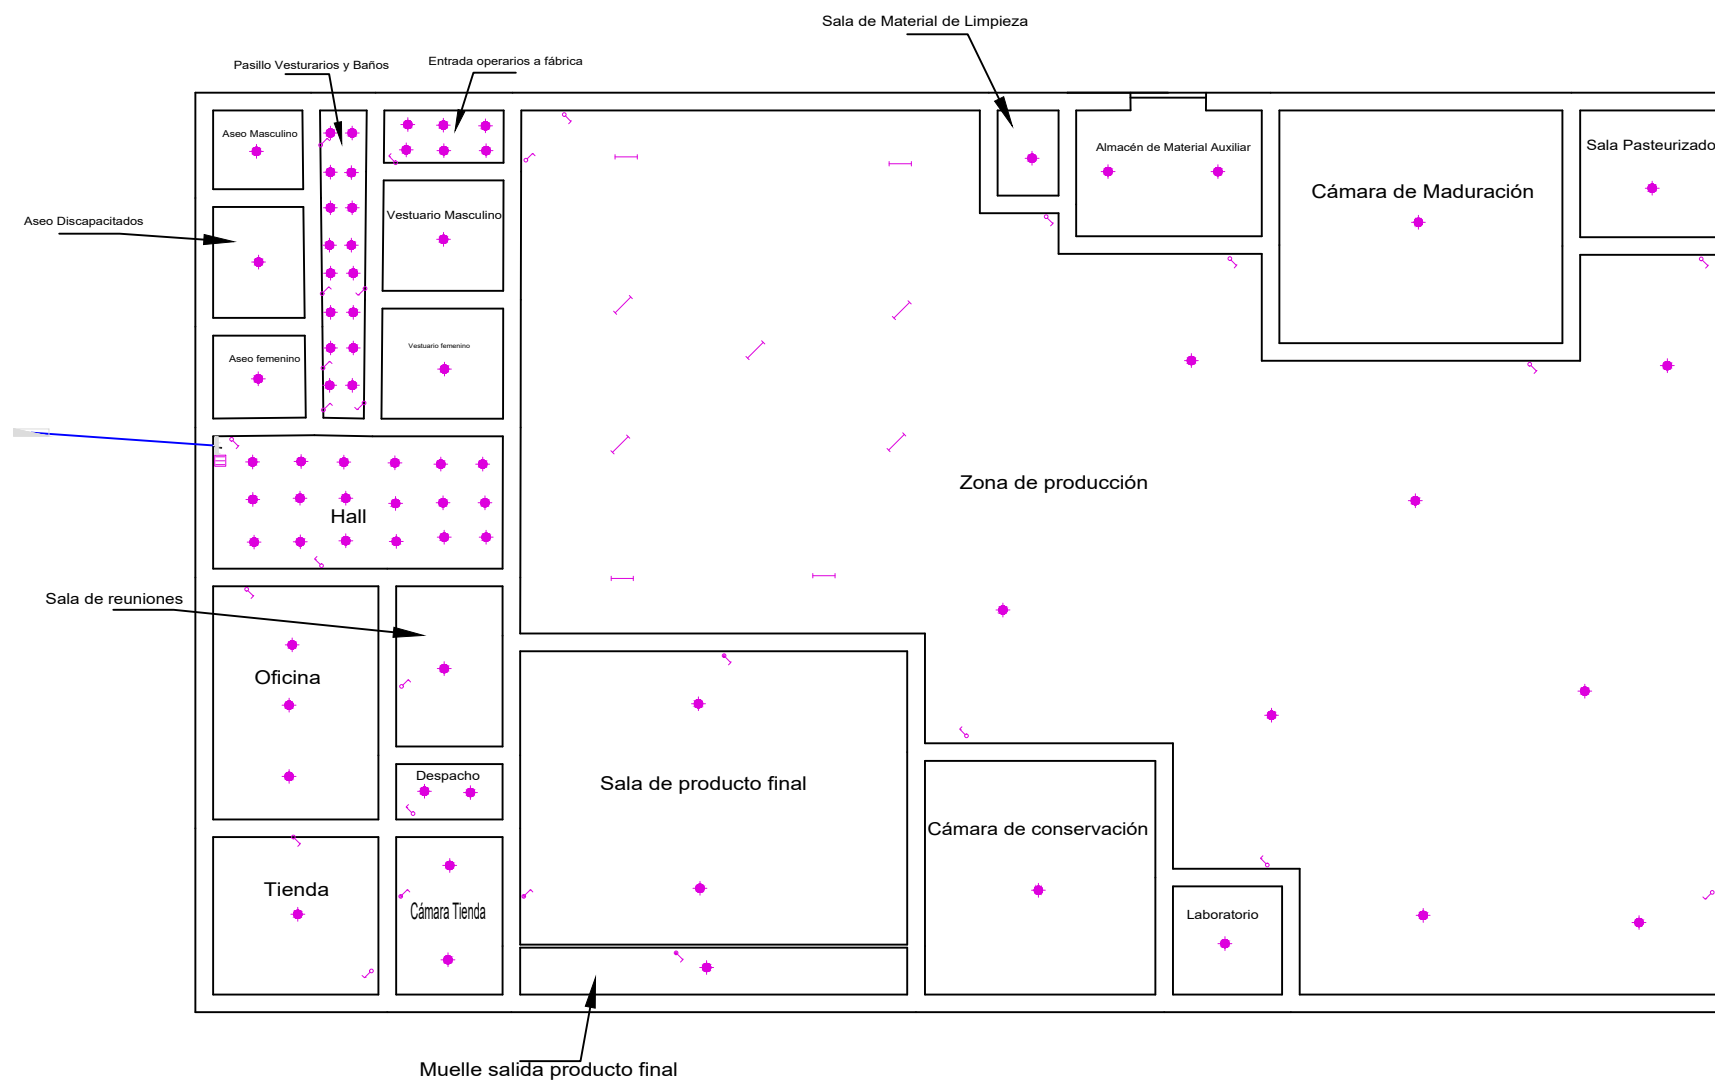 Sala de Material de Limpieza
Pasillo Vesturarios y Baños
Entrada operarios a fábrica
Aseo Masculino
Almacén de Material Auxiliar
Sala Pasteurizado
Cámara de Maduración
Aseo Discapacitados
Vestuario Masculino
Vestuario femenino
Aseo femenino
Zona de producción
Hall
Sala de reuniones
Oficina
Despacho
Sala de producto final
Cámara de conservación
Tienda
Cámara Tienda
Laboratorio
Muelle salida producto final